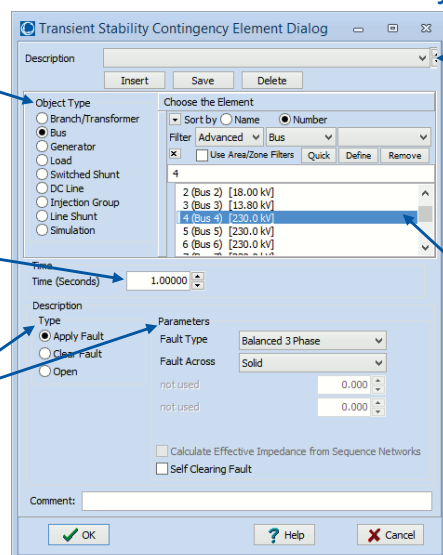 Transient Stability Contingency Element Dialog
Description
Insert Save Delete
Object Type
Branch/Transformer
Bus
Generator
Load
Switched Shunt
DC Line
Injection Group
Line Shunt
Simulation
Choose the Element
Sort by Name Number
Filter Advanced Bus
Use Area/Zone Filters Quick Define Remove
4
2 (Bus 2) [18.00 kV]
3 (Bus 3) [13.80 kV]
4 (Bus 4) [230.0 kV]
5 (Bus 5) [230.0 kV]
6 (Bus 6) [230.0 kV]
Time
Time (Seconds) 1.00000
Description
Type
Apply Fault
Clear Fault
Open
Parameters
Fault Type Balanced 3 Phase
Fault Across Solid
not used 0.000
not used 0.000
Calculate Effective Impedance from Sequence Networks
Self Clearing Fault
Comment:
OK Help Cancel